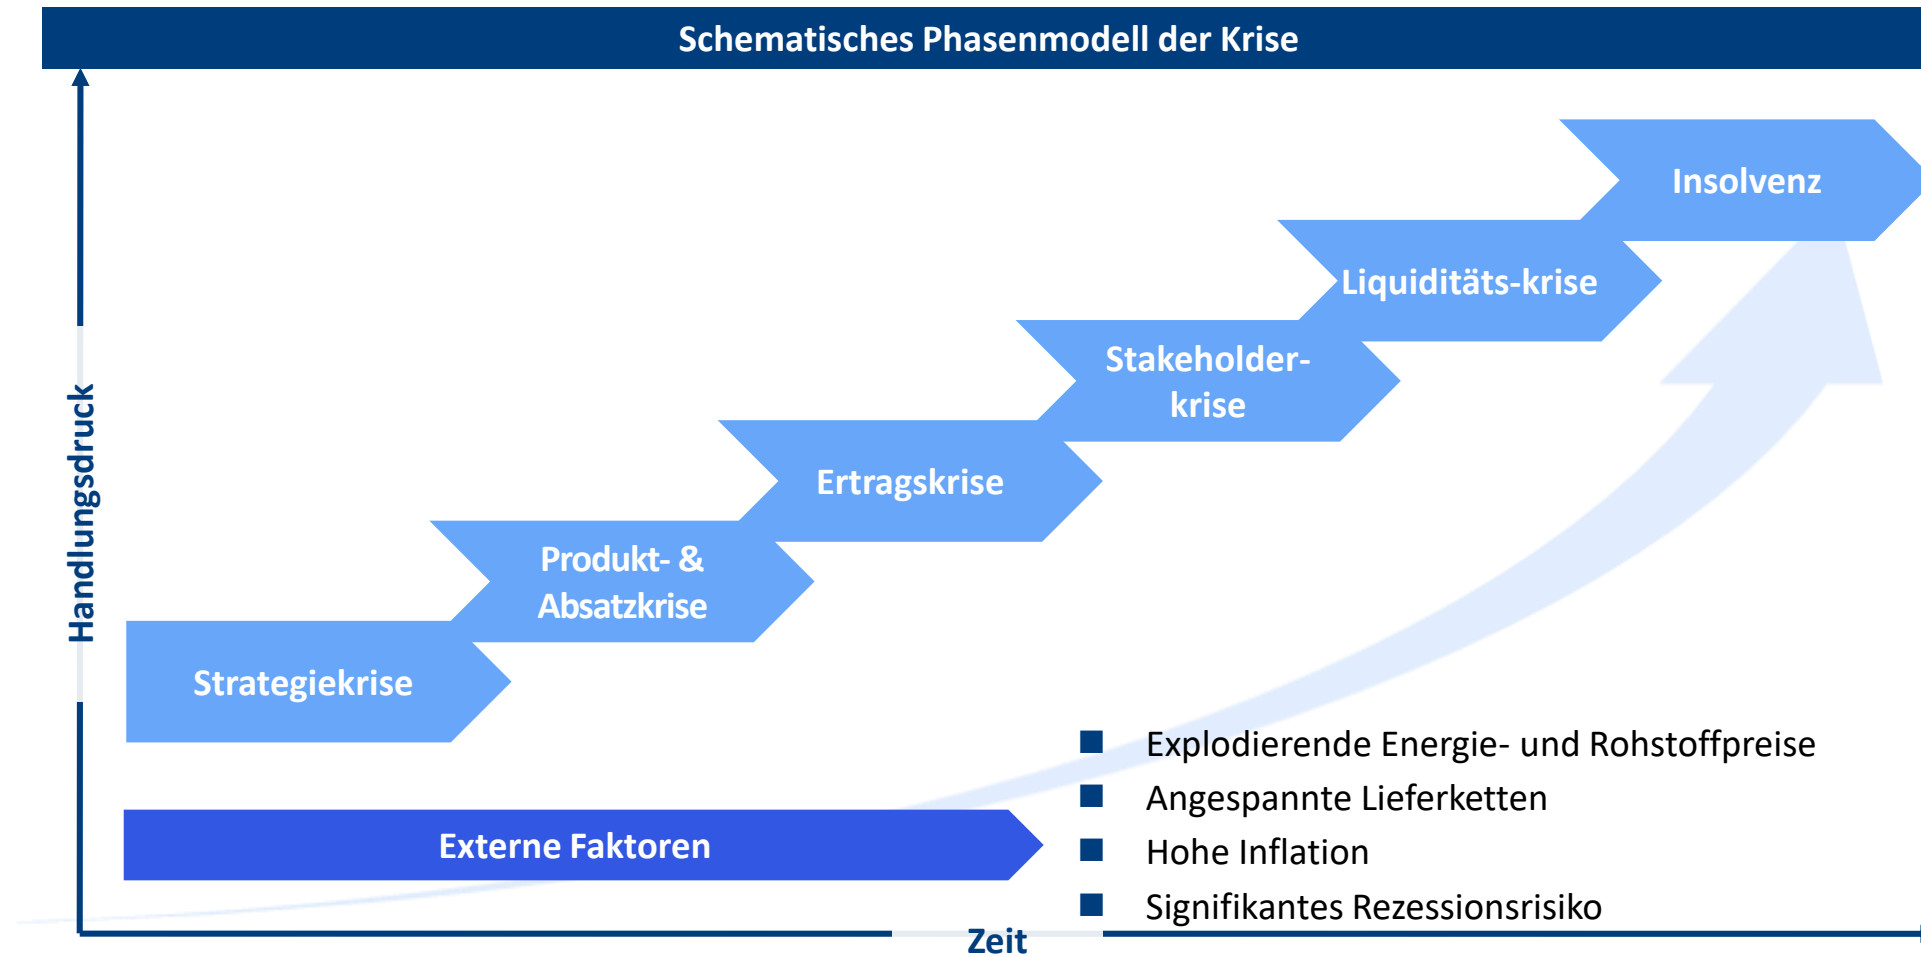 Schematisches Phasenmodell der Krise
Handlungsdruck
Insolvenz
Liquiditäts-krise
Stakeholder-
krise
Ertragskrise
Produkt- &
Absatzkrise
Strategiekrise
Externe Faktoren
Explodierende Energie- und Rohstoffpreise
Angespannte Lieferketten
Hohe Inflation
Signifikantes Rezessionsrisiko
Zeit